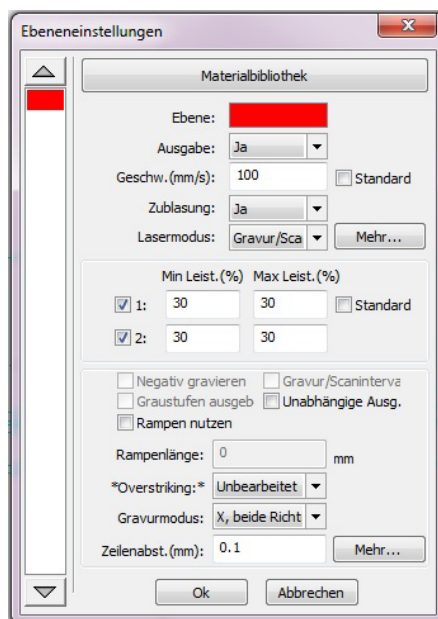 Ebeneneinstellungen
Materialbibliothek
Ebene:
Ausgabe: Ja
Geschw.(mm/s): 100 Standard
Zublasung: Ja
Lasermodus: Gravur/Sca Mehr...
Min Leist.(%) Max Leist.(%)
1: 30 30 Standard
2: 30 30
Negativ gravieren Gravur/Scaninterva
Graustufen ausgeb Unabhängige Ausg.
Rampen nutzen
Rampenlänge: 0 mm
*Overstriking:* Unbearbeitet
Gravurmodus: X, beide Richt
Zeilenabst.(mm): 0.1 Mehr...
Ok Abbrechen